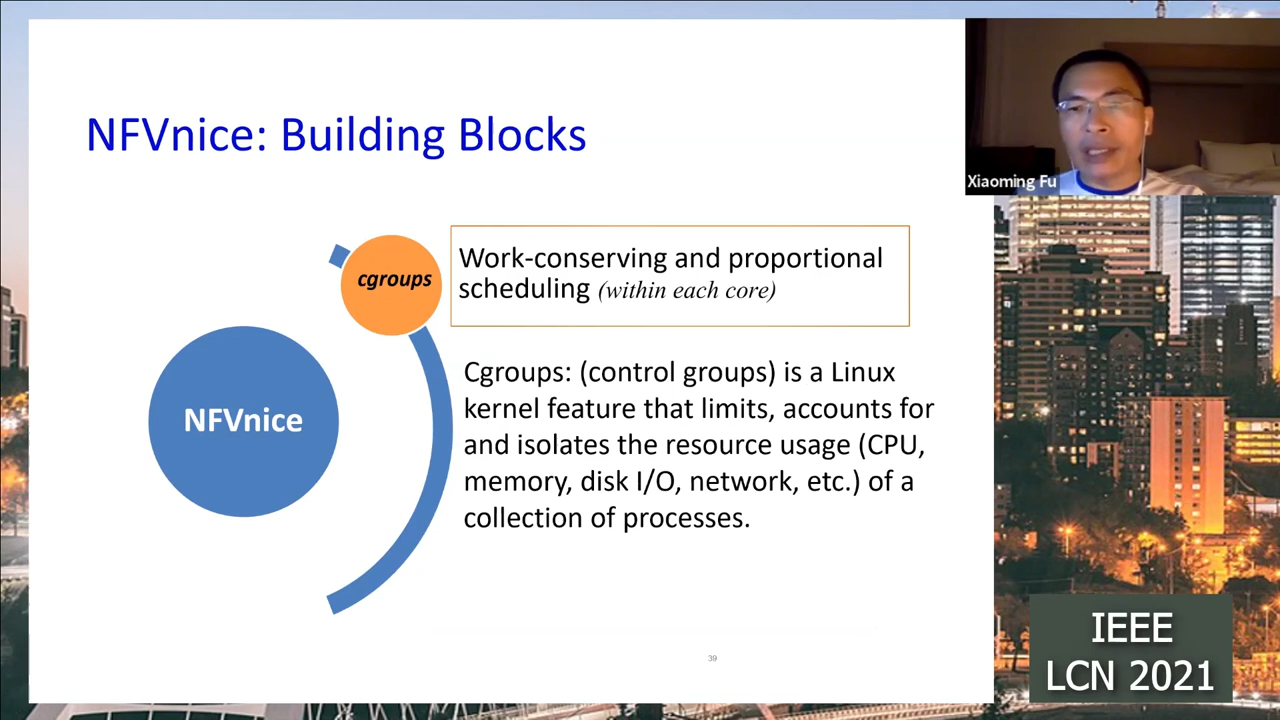 NFVnice: Building Blocks
Xiaoming Fu
cgroups
Work-conserving and proportional
scheduling (within each core)
NFVnice
Cgroups: (control groups) is a Linux
kernel feature that limits, accounts for
and isolates the resource usage (CPU,
memory, disk I/O, network, etc.) of a
collection of processes.
39
IEEE
LCN 2021